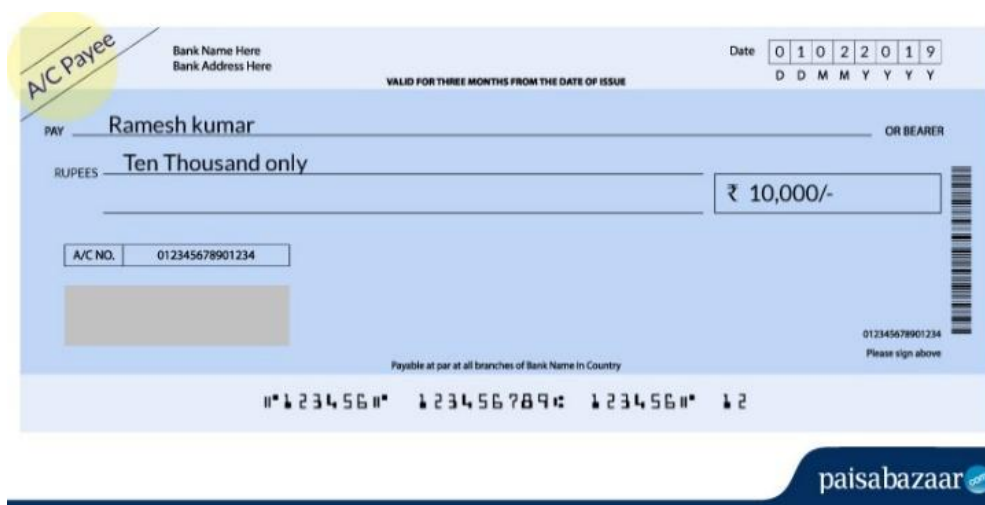 A/C Payee
Bank Name Here
Bank Address Here
VALID FOR THREE MONTHS FROM THE DATE OF ISSUE
Date 0 1 0 2 2 0 1 9
D D M M Y Y Y Y
PAY Ramesh kumar OR BEARER
RUPEES Ten Thousand only
₹ 10,000/-
A/C NO. 012345678901234
012345678901234
Please sign above
Payable at par at all branches of Bank Name in Country
⑈123456⑈ 123456789⑆ 123456⑈ 12
paisabazaar com